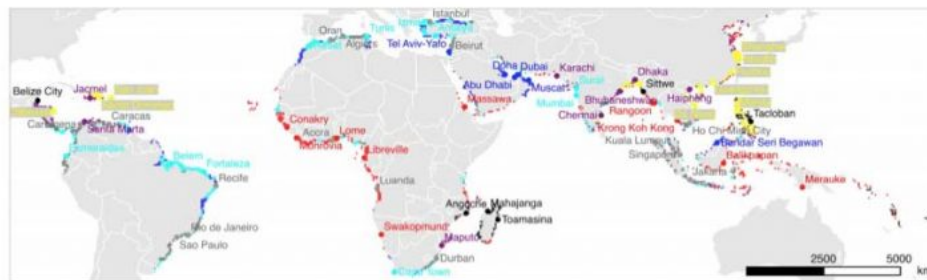 Istanbul
Oran
Tunis
Izmir
Algiers
Antalya
Tel Aviv-Yafo
Beirut
Doha
Dubai
Karachi
Dhaka
Abu Dhabi
Surat
Sittwe
Belize City
Jacmel
Muscat
Mumbai
Bhubaneshwar
Haiphong
Massawa
Rangoon
Tacloban
Caracas
Conakry
Chennai
Santa Marta
Accra
Lome
Krong Koh Kong
Ho Chi Minh City
Monrovia
Kuala Lumpur
Bandar Seri Begawan
Esmeraldas
Belem
Libreville
Singapore
Balikpapan
Fortaleza
Recife
Luanda
Jakarta
Merauke
Angoche
Mahajanga
Toamasina
Rio de Janeiro
Swakopmund
Maputo
Sao Paulo
Durban
Cape Town
2500
5000
km